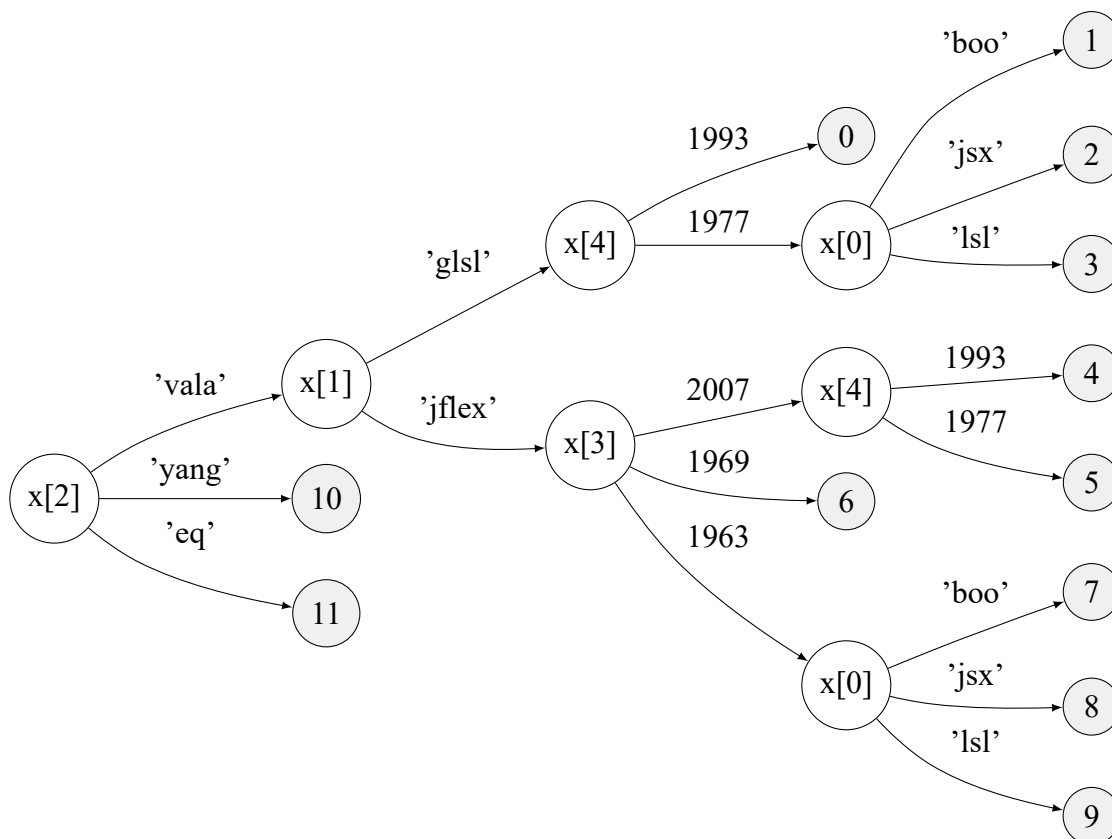 ’boo’
1
1993
0
’jsx’
2
x[4]
1977
x[0]
’lsl’
3
’glsl’
’vala’
x[1]
’jflex’
2007
x[4]
1993
4
1977
x[3]
1969
5
x[2]
’yang’
10
6
’eq’
1963
11
’boo’
7
x[0]
’jsx’
8
’lsl’
9